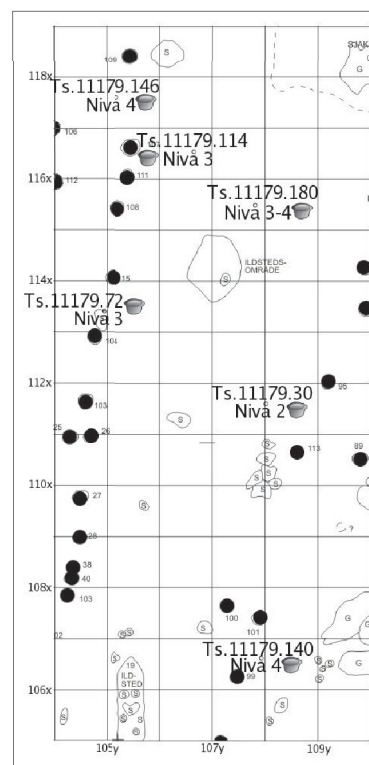 118x
109
S
G
Ts.11179.146
Nivå 4
106
Ts.11179.114
Nivå 3
116x
112
111
108
Ts.11179.180
Nivå 3-4
ILDSTEDS-
OMRÅDE
S
114x
Ts.11179.72
Nivå 3
104
112x
95
Ts.11179.30
Nivå 2
103
25
26
S
113
89
S
S
S
S
S
S
110x
27
S
?
28
38
40
108x
103
100
101
S
G
G
02
S
S
19
ILD-
STED
Ts.11179.140
Nivå 4
99
S
S
S
G
106x
S
S
S
S
S
S
S
105y
107y
109y